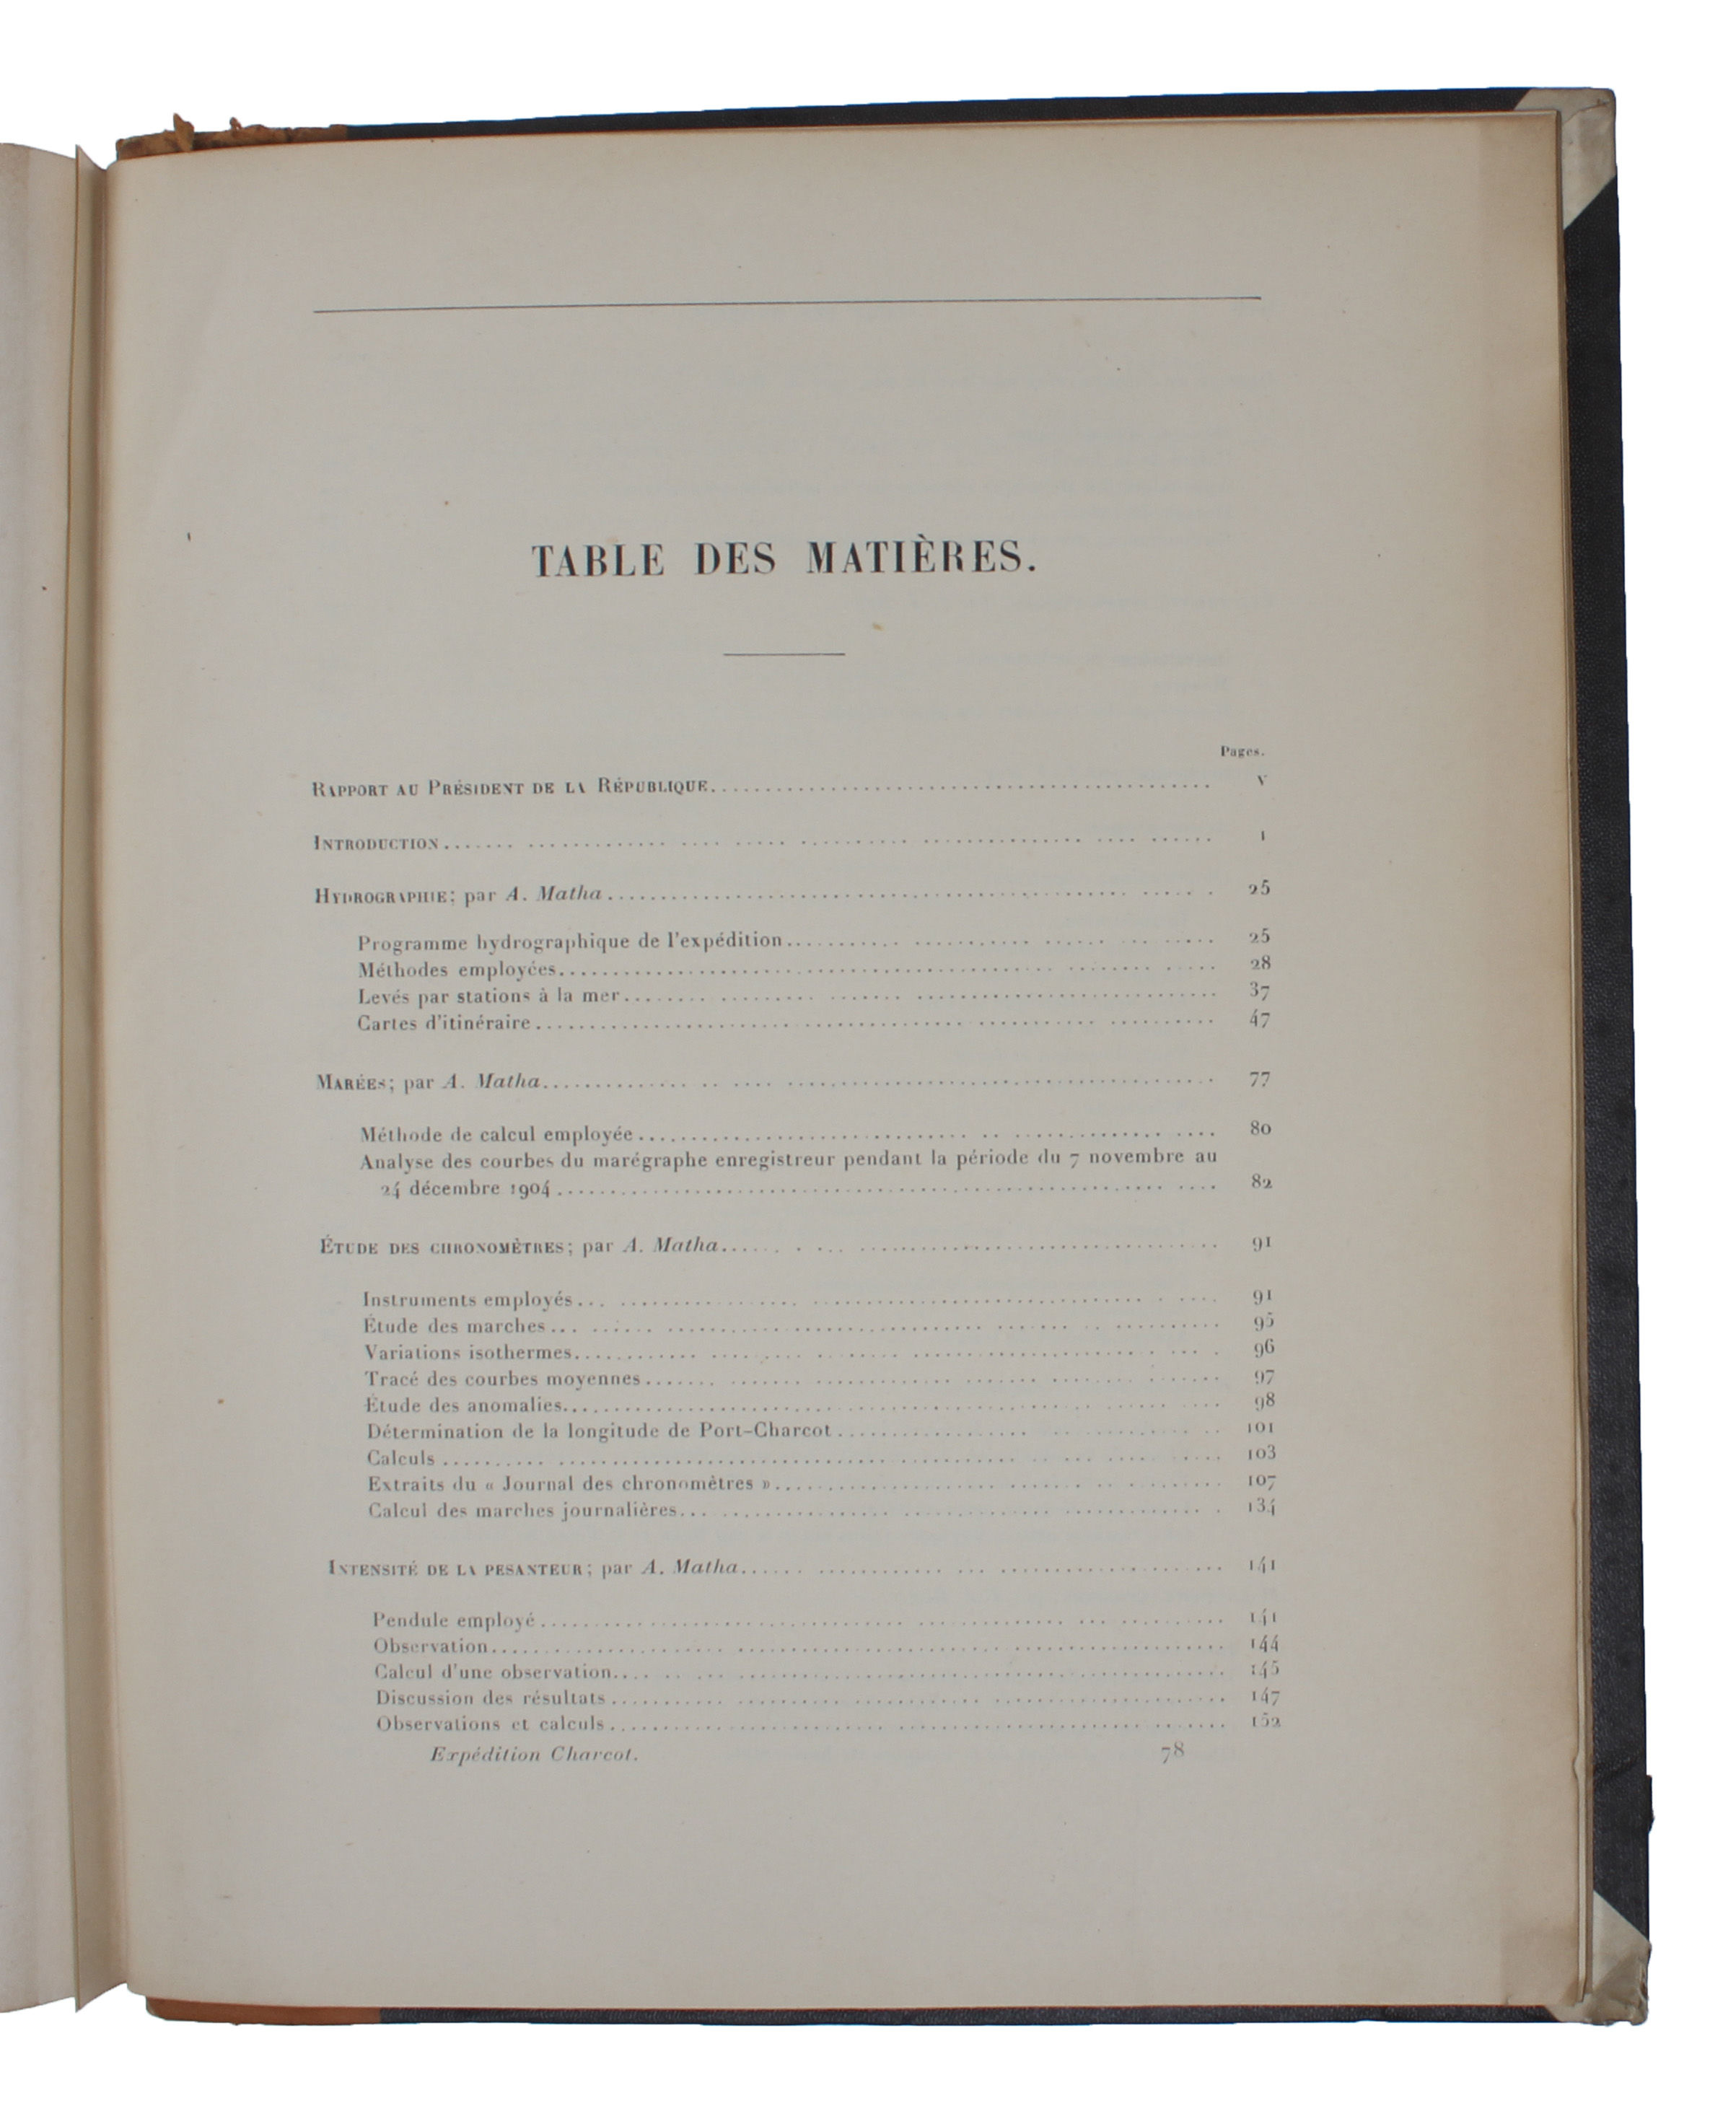 TABLE DES MATIÈRES.
Pages.
RAPPORT AU PRÉSIDENT DE LA RÉPUBLIQUE. V
INTRODUCTION. 1
HYDROGRAPHIE; par A. Matha. 25
Programme hydrographique de l'expédition. 25
Méthodes employées. 28
Levés par stations à la mer. 37
Cartes d'itinéraire. 47
MARÉES; par A. Matha. 77
Méthode de calcul employée. 80
Analyse des courbes du marégraphe enregistreur pendant la période du 7 novembre au
24 décembre 1904. 82
ÉTUDE DES CHRONOMÈTRES; par A. Matha. 91
Instruments employés. 91
Étude des marches. 95
Variations isothermes. 96
Tracé des courbes moyennes. 97
Étude des anomalies. 98
Détermination de la longitude de Port-Charcot. 101
Calculs. 103
Extraits du « Journal des chronomètres ». 107
Calcul des marches journalières. 134
INTENSITÉ DE LA PESANTEUR; par A. Matha. 141
Pendule employé. 141
Observation. 144
Calcul d'une observation. 145
Discussion des résultats. 147
Observations et calculs. 152
Expédition Charcot. 78